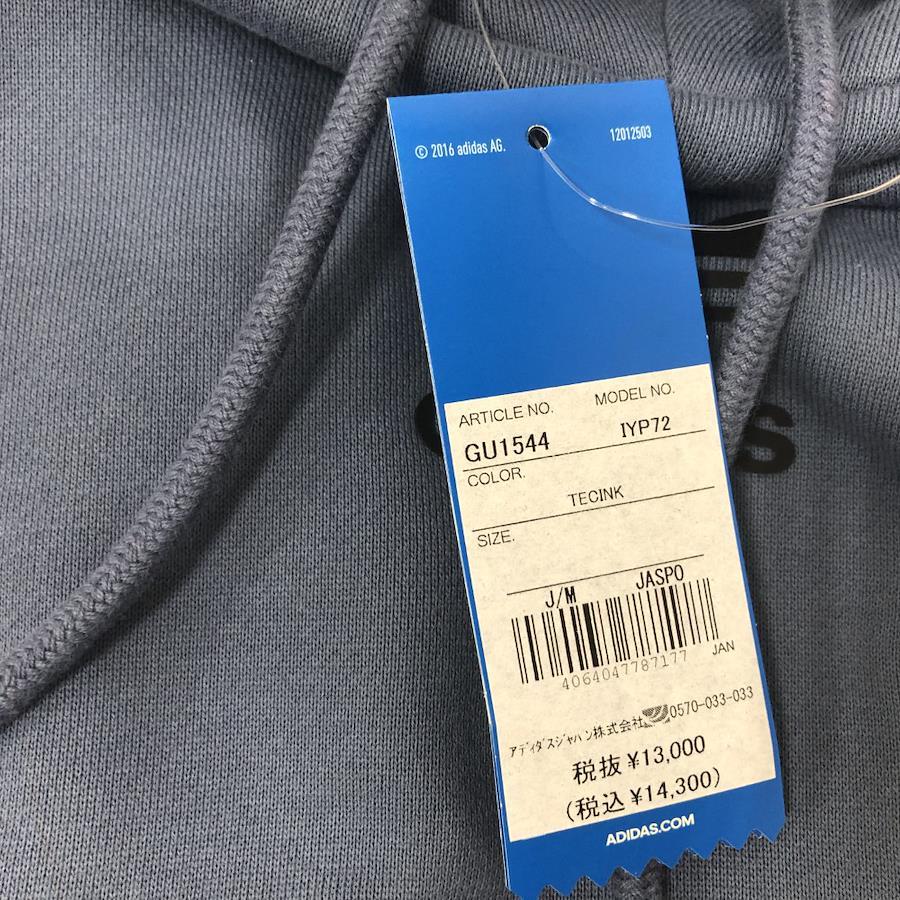 © 2016 adidas AG.
12012503
ARTICLE NO. MODEL NO.
GU1544 IYP72
COLOR.
TECINK
SIZE.
J/M JASPO
4064047787177 JAN
アディダスジャパン株式会社 0570-033-033
税抜 ¥13,000
(税込 ¥14,300)
ADIDAS.COM